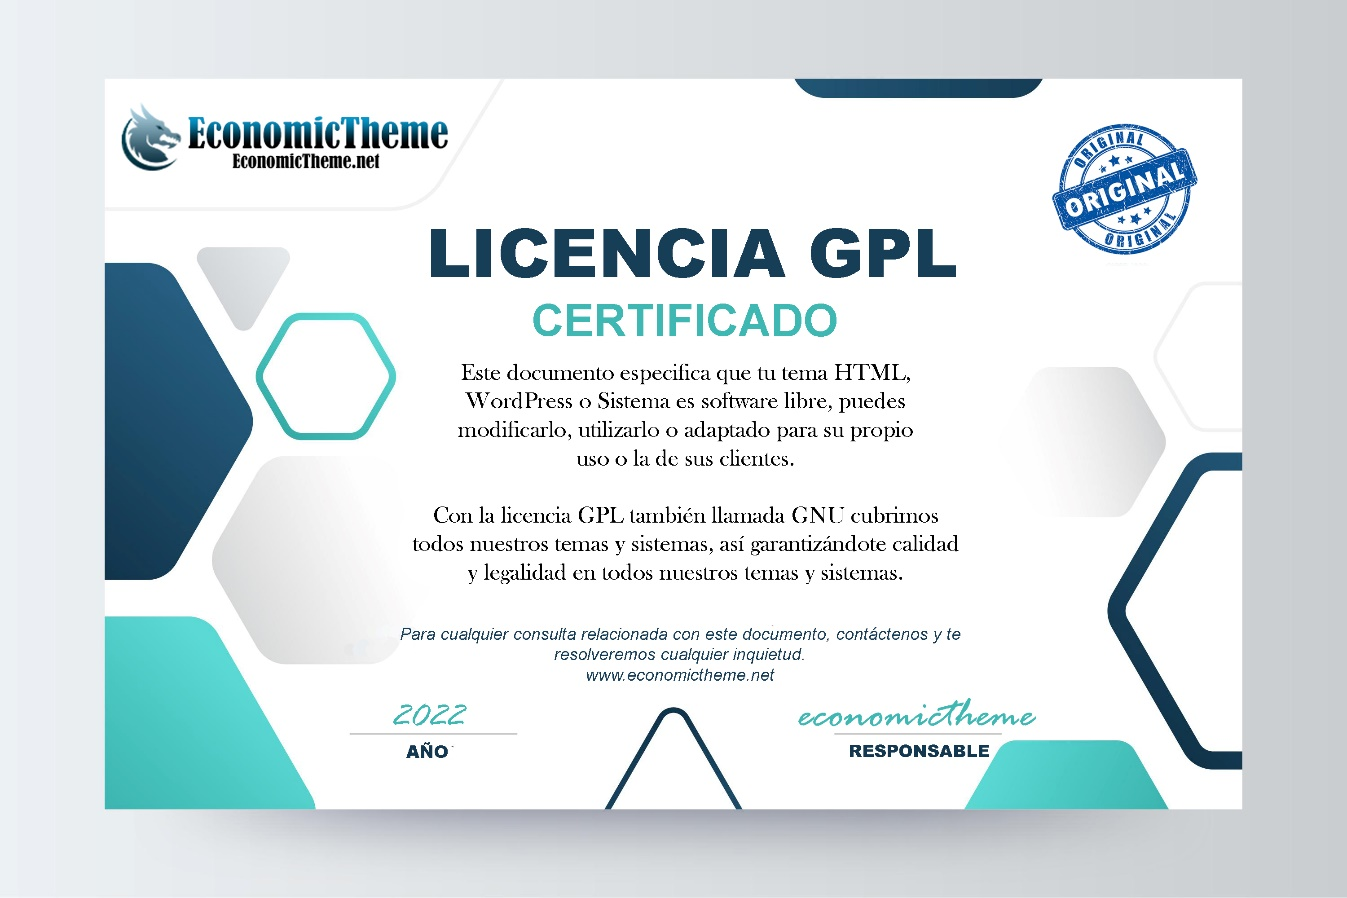 EconomicTheme
EconomicTheme.net
ORIGINAL
ORIGINAL
ORIGINAL
LICENCIA GPL
CERTIFICADO
Este documento especifica que tu tema HTML,
WordPress o Sistema es software libre, puedes
modificarlo, utilizarlo o adaptado para su propio
uso o la de sus clientes.
Con la licencia GPL también llamada GNU cubrimos
todos nuestros temas y sistemas, así garantizándote calidad
y legalidad en todos nuestros temas y sistemas.
Para cualquier consulta relacionada con este documento, contáctenos y te
resolveremos cualquier inquietud.
www.economictheme.net
2022
AÑO
economictheme
RESPONSABLE